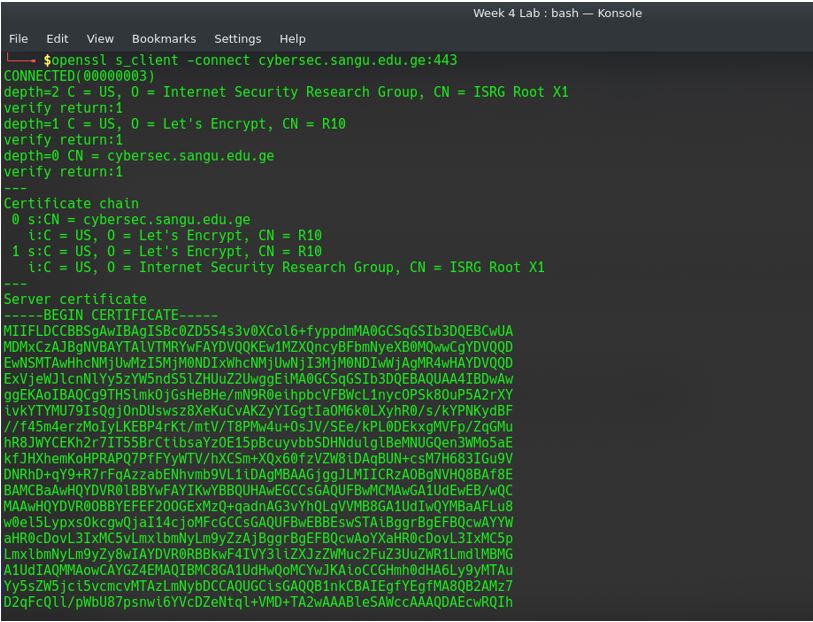 Week 4 Lab : bash — Konsole
File Edit View Bookmarks Settings Help
$openssl s_client -connect cybersec.sangu.edu.ge:443
CONNECTED(00000003)
depth=2 C = US, O = Internet Security Research Group, CN = ISRG Root X1
verify return:1
depth=1 C = US, O = Let's Encrypt, CN = R10
verify return:1
depth=0 CN = cybersec.sangu.edu.ge
verify return:1
---
Certificate chain
 0 s:CN = cybersec.sangu.edu.ge
   i:C = US, O = Let's Encrypt, CN = R10
 1 s:C = US, O = Let's Encrypt, CN = R10
   i:C = US, O = Internet Security Research Group, CN = ISRG Root X1
---
Server certificate
-----BEGIN CERTIFICATE-----
MIIFLDCCBBSgAwIBAgISBc0ZD5S4s3v0XCol6+fyppdmMA0GCSqGSIb3DQEBCwUA
MDMxCzAJBgNVBAYTAlVTMRYwFAYDVQQKEw1MZXQncyBFbmNyeXB0MQwwCgYDVQQD
EwNSMTAwHhcNMjUwMzI5MjM0NDIxWhcNMjUwNjI3MjM0NDIwWjAgMR4wHAYDVQQD
ExVjeWJlcnNlYy5zYW5ndS5lZHUuZ2UwggEiMA0GCSqGSIb3DQEBAQUAA4IBDwAw
ggEKAoIBAQCg9THSlmkOjGsHeBHe/mN9R0eihpbcVFBWcL1nycOPSk8OuP5A2rXY
ivkYTYMU79IsQgjOnDUswsz8XeKuCvAKZyYIGgtIaOM6k0LXyhR0/s/kYPNKydBF
//f45m4erzMoIyLKEBP4rKt/mtV/T8PMw4u+OsJV/SEe/kPL0DEkxgMVFp/ZqGMu
hR8JWYCEKh2r7IT55BrCtibsaYzOE15pBcuyvbbSDHNdulglBeMNUGQen3WMo5aE
kfJHXhemKoHPRAPQ7PfFYyWTV/hXCSm+XQx60fzVZW8iDAqBUN+csM7H683IGu9V
DNRhD+qY9+R7rFqAzzabENhvmb9VL1iDAgMBAAGjggJLMIICRzAOBgNVHQ8BAf8E
BAMCBaAwHQYDVR0lBBYwFAYIKwYBBQUHAwEGCCsGAQUFBwMCMAwGA1UdEwEB/wQC
MAAwHQYDVR0OBBYEFEF2OOGExMzQ+qadnAG3vYhQLqVVMB8GA1UdIwQYMBaAFLu8
w0el5LypxsOkcgwQjaI14cjoMFcGCCsGAQUFBwEBBEswSTAiBggrBgEFBQcwAYYW
aHR0cDovL3IxMC5vLmxlbmNyLm9yZzAjBggrBgEFBQcwAoYXaHR0cDovL3IxMC5p
LmxlbmNyLm9yZy8wIAYDVR0RBBkwF4IVY3liZXJzZWMuc2FuZ3UuZWR1LmdlMBMG
A1UdIAQMMAowCAYGZ4EMAQIBMC8GA1UdHwQoMCYwJKAioCCGHmh0dHA6Ly9yMTAu
Yy5sZW5jci5vcmcvMTAzLmNybDCCAQUGCisGAQQB1nkCBAIEgfYEgfMA8QB2AMz7
D2qFcQll/pWbU87psnwi6YVcDZeNtql+VMD+TA2wAAABleSAWccAAAQDAEcwRQIh